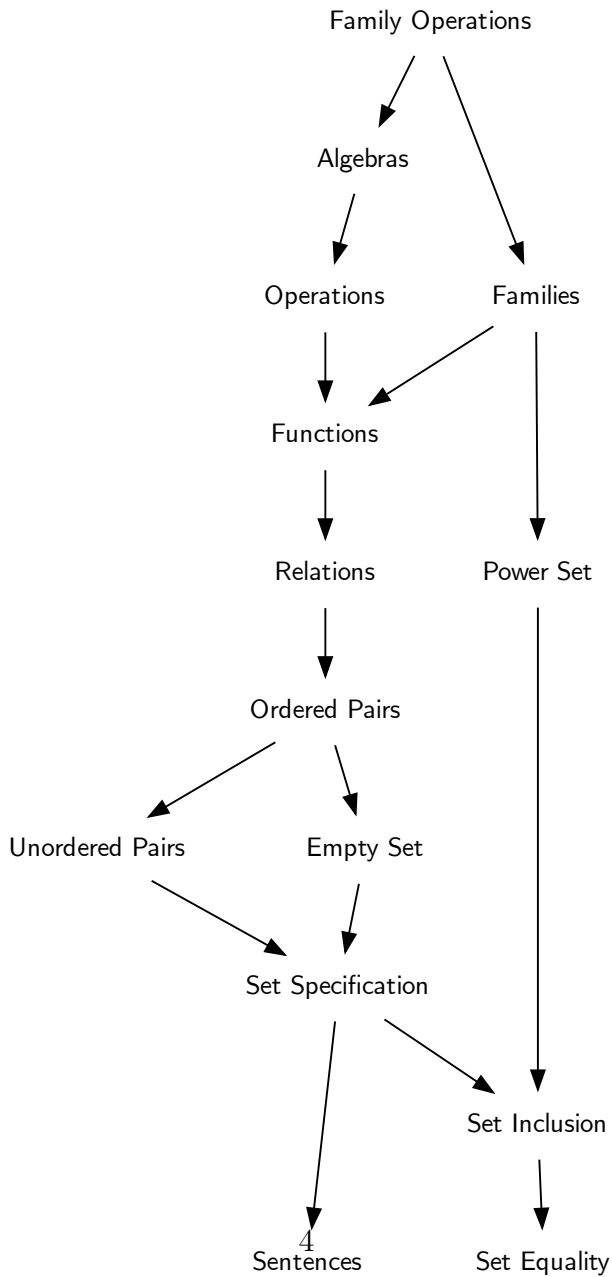 Family Operations
Algebras
Operations
Families
Functions
Relations
Power Set
Ordered Pairs
Unordered Pairs
Empty Set
Set Specification
Set Inclusion
4
Sentences
Set Equality